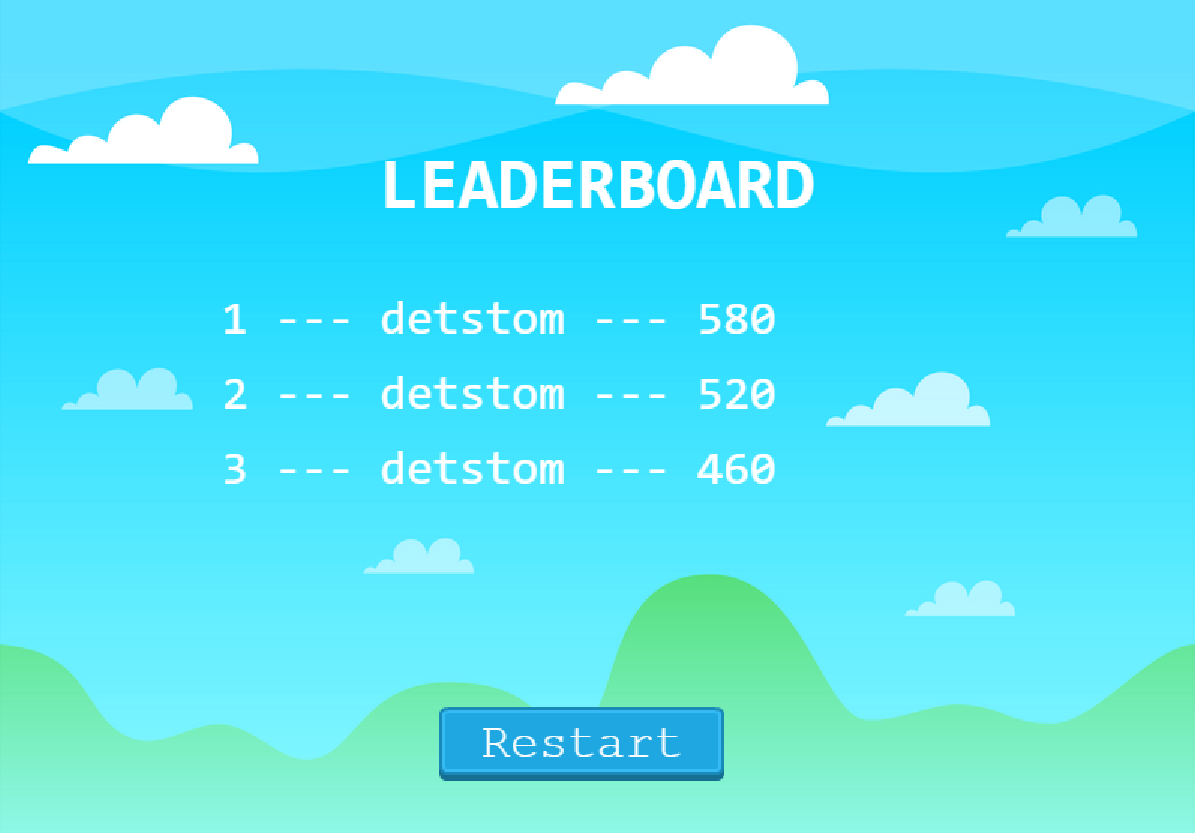 LEADERBOARD
1 --- detstom --- 580
2 --- detstom --- 520
3 --- detstom --- 460
Restart